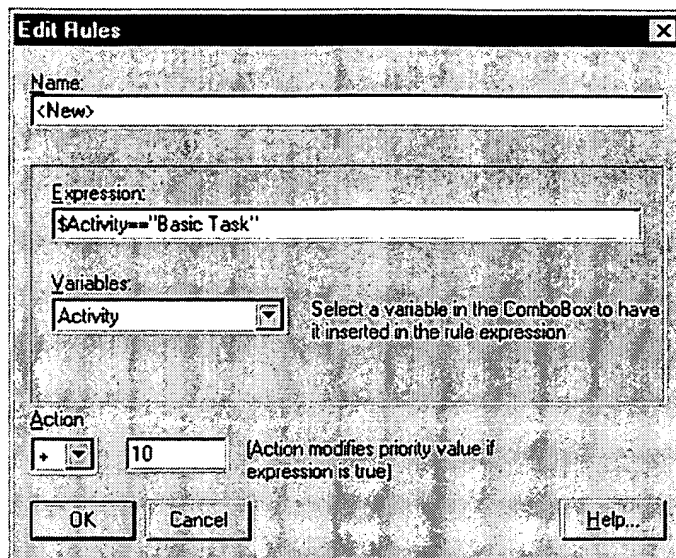 Edit Rules
Name:
<New>
Expression:
$Activity=="Basic Task"
Variables:
Activity
Select a variable in the ComboBox to have
it inserted in the rule expression
Action
+
10
(Action modifies priority value if
expression is true)
OK
Cancel
Help...